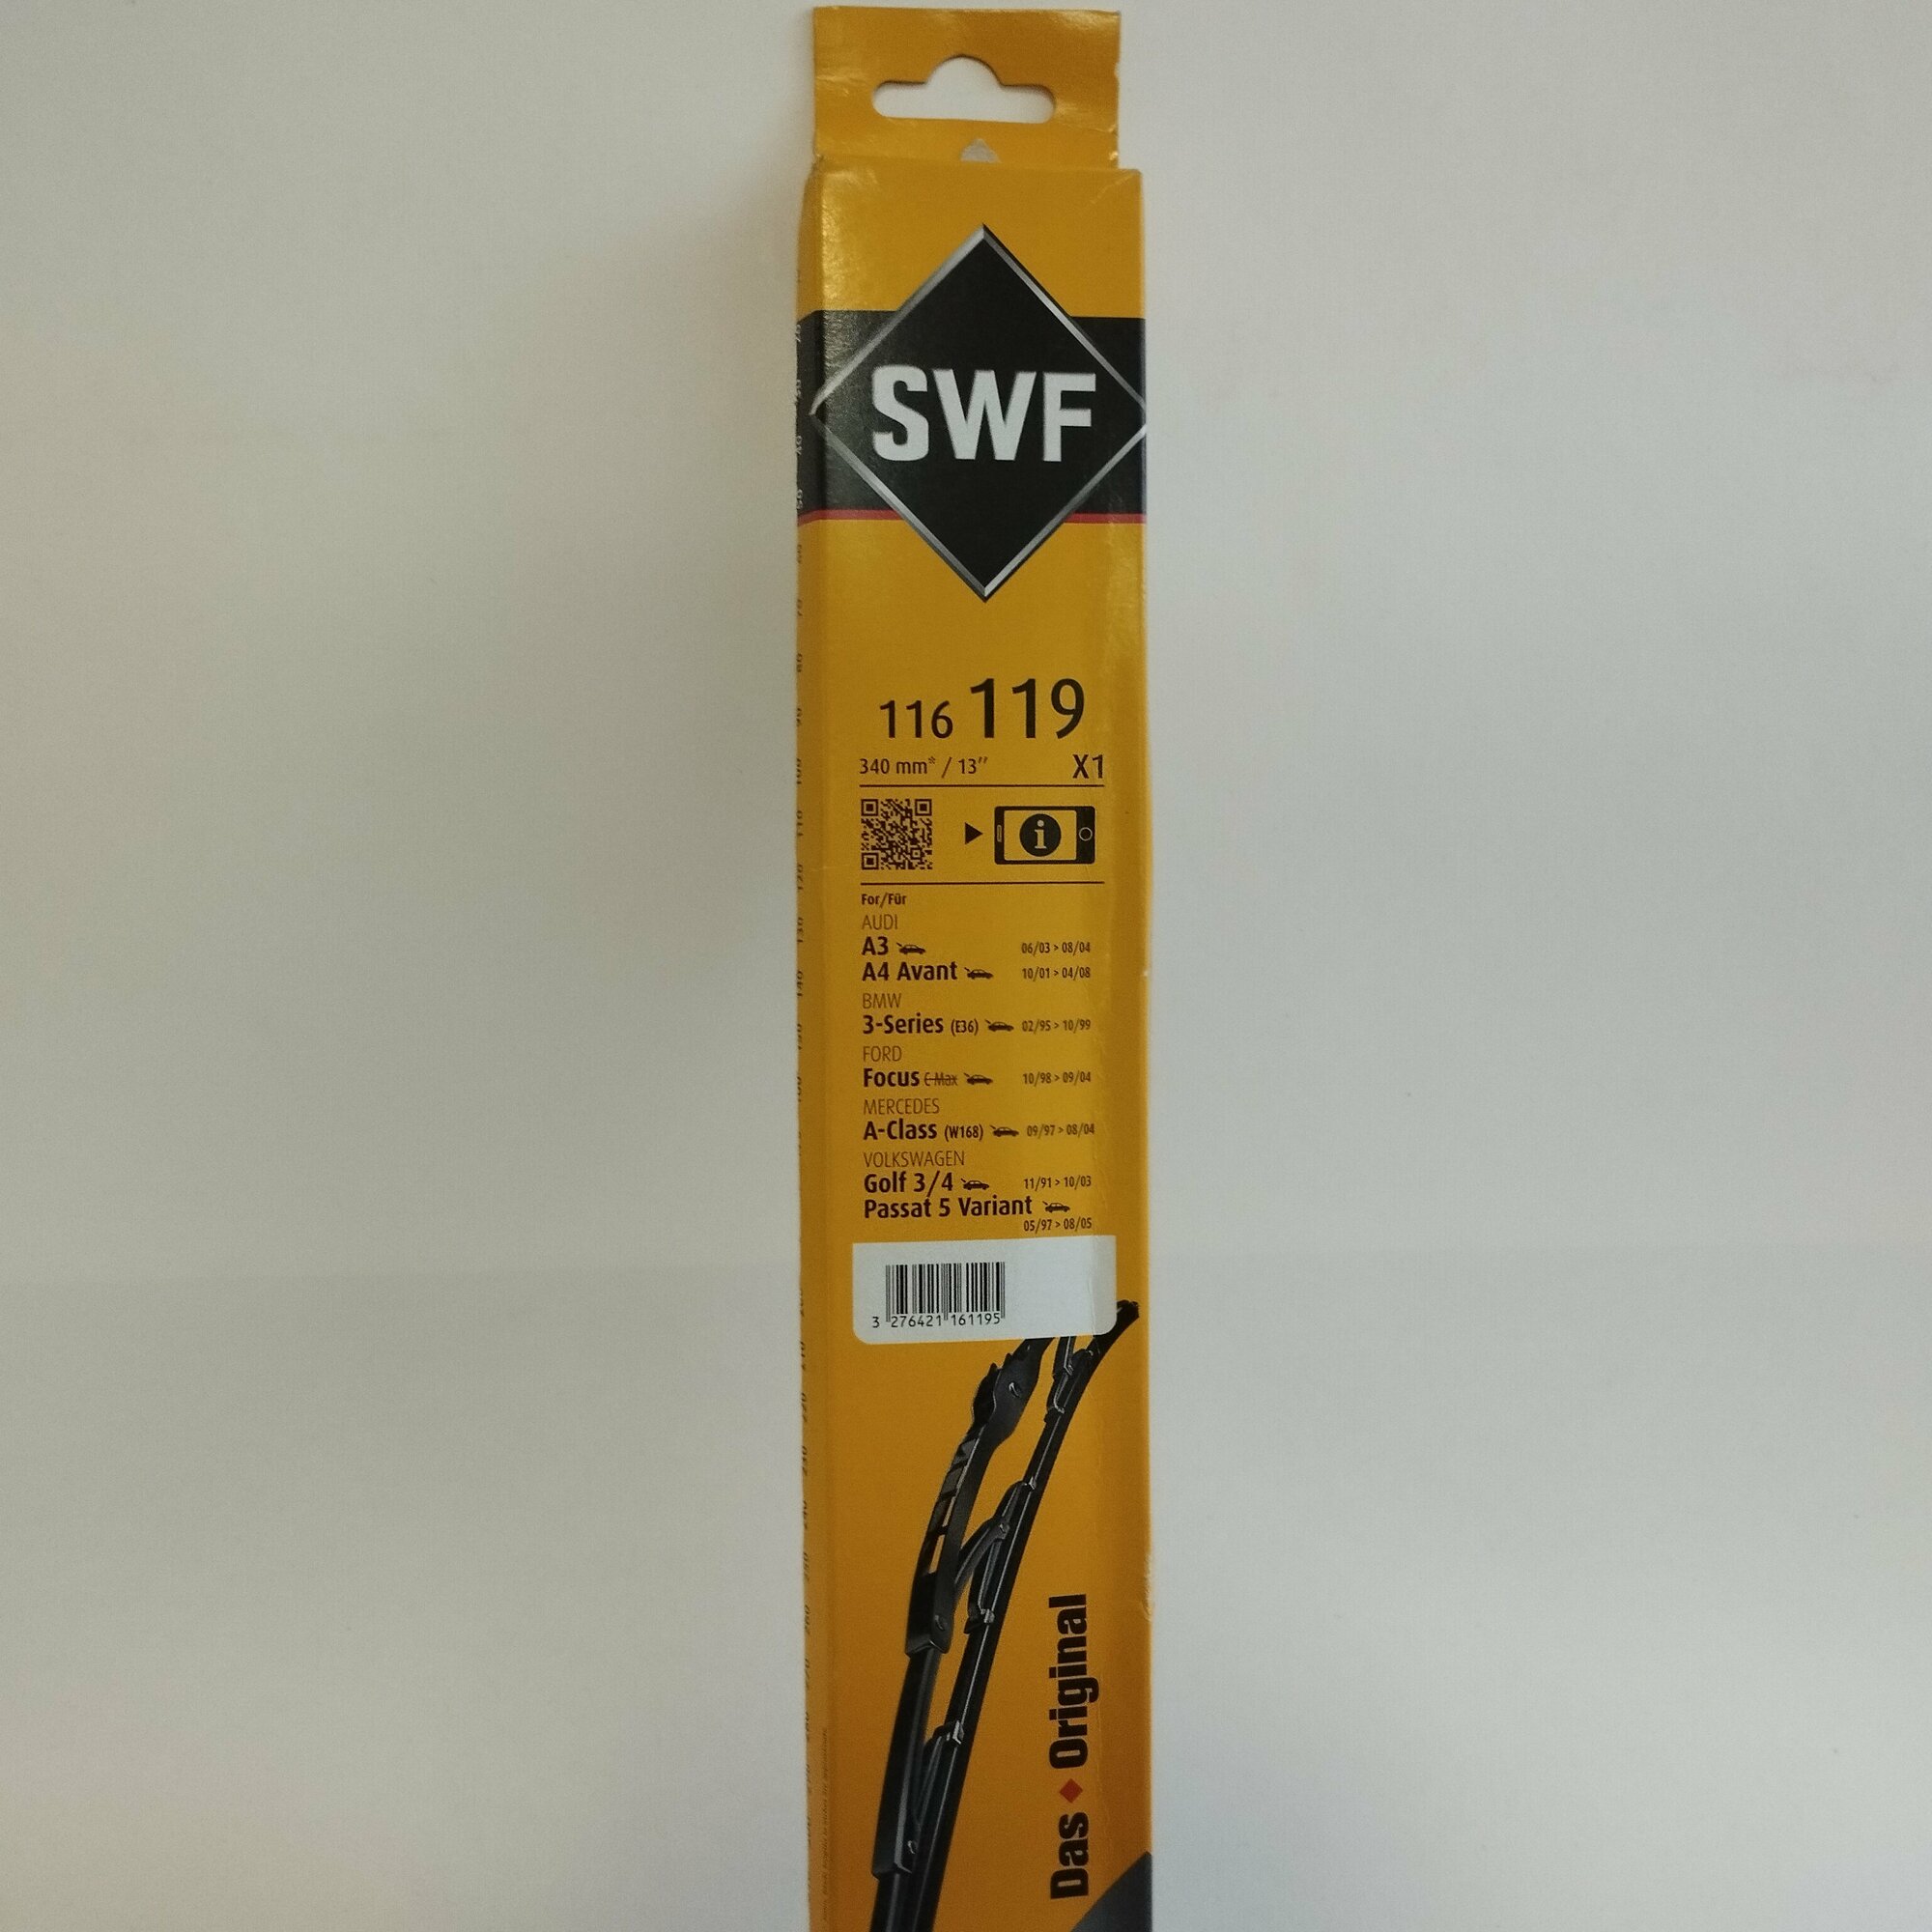 SWF
116 119
340 mm* / 13" X1
i
For/Für
AUDI
A3 06/03 > 08/04
A4 Avant 10/01 > 04/08
BMW
3-Series (E36) 02/95 > 10/99
FORD
Focus C-Max 10/98 > 09/04
MERCEDES
A-Class (W168) 09/97 > 08/04
VOLKSWAGEN
Golf 3/4 11/91 > 10/03
Passat 5 Variant
05/97 > 08/05
3 276421 161195
Das Original